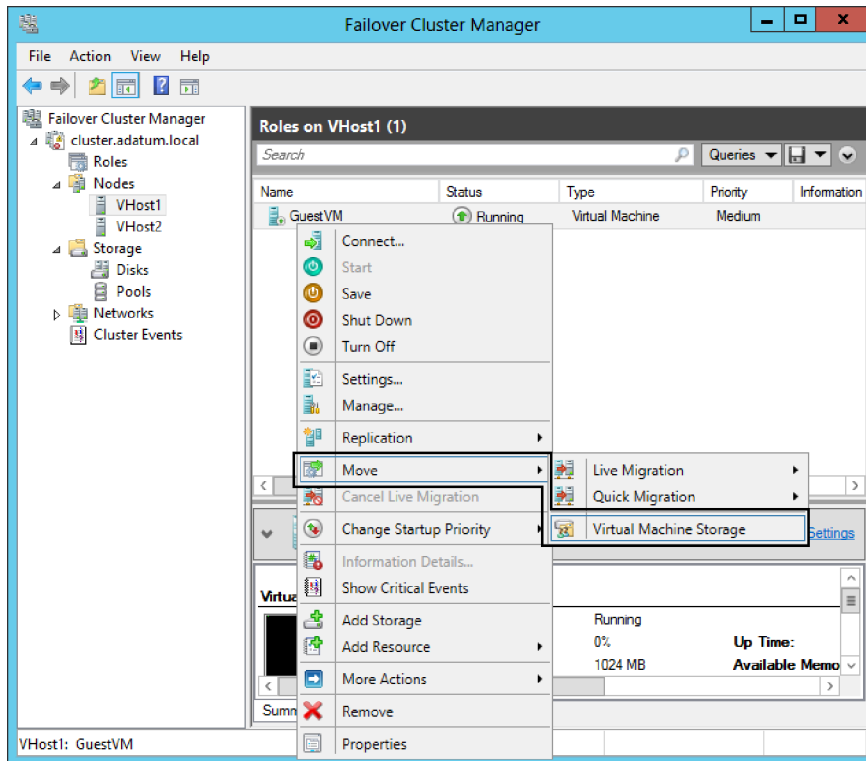 Failover Cluster Manager
File Action View Help
Failover Cluster Manager
cluster.adatum.local
Roles
Nodes
VHost1
VHost2
Storage
Disks
Pools
Networks
Cluster Events
Roles on VHost1 (1)
Search
Queries
Name Status Type Priority Information
GuestVM Running Virtual Machine Medium
Connect...
Start
Save
Shut Down
Turn Off
Settings...
Manage...
Replication
Move
Cancel Live Migration
Change Startup Priority
Information Details...
Show Critical Events
Add Storage
Add Resource
More Actions
Remove
Properties
Live Migration
Quick Migration
Virtual Machine Storage
Settings
Running
0% Up Time:
1024 MB Available Memo
VHost1: GuestVM